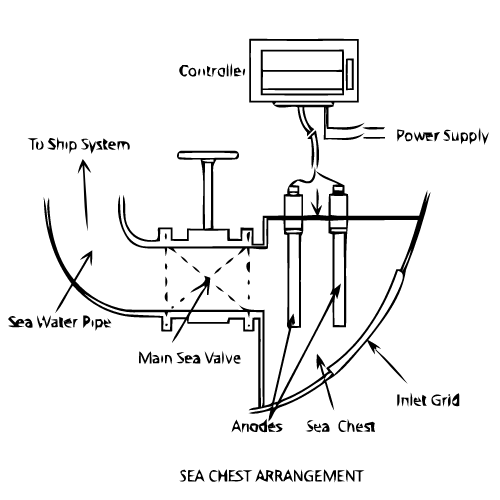 Controller
Power Supply
To Ship System
Sea Water Pipe
Main Sea Valve
Inlet Grid
Anodes
Sea Chest
SEA CHEST ARRANGEMENT